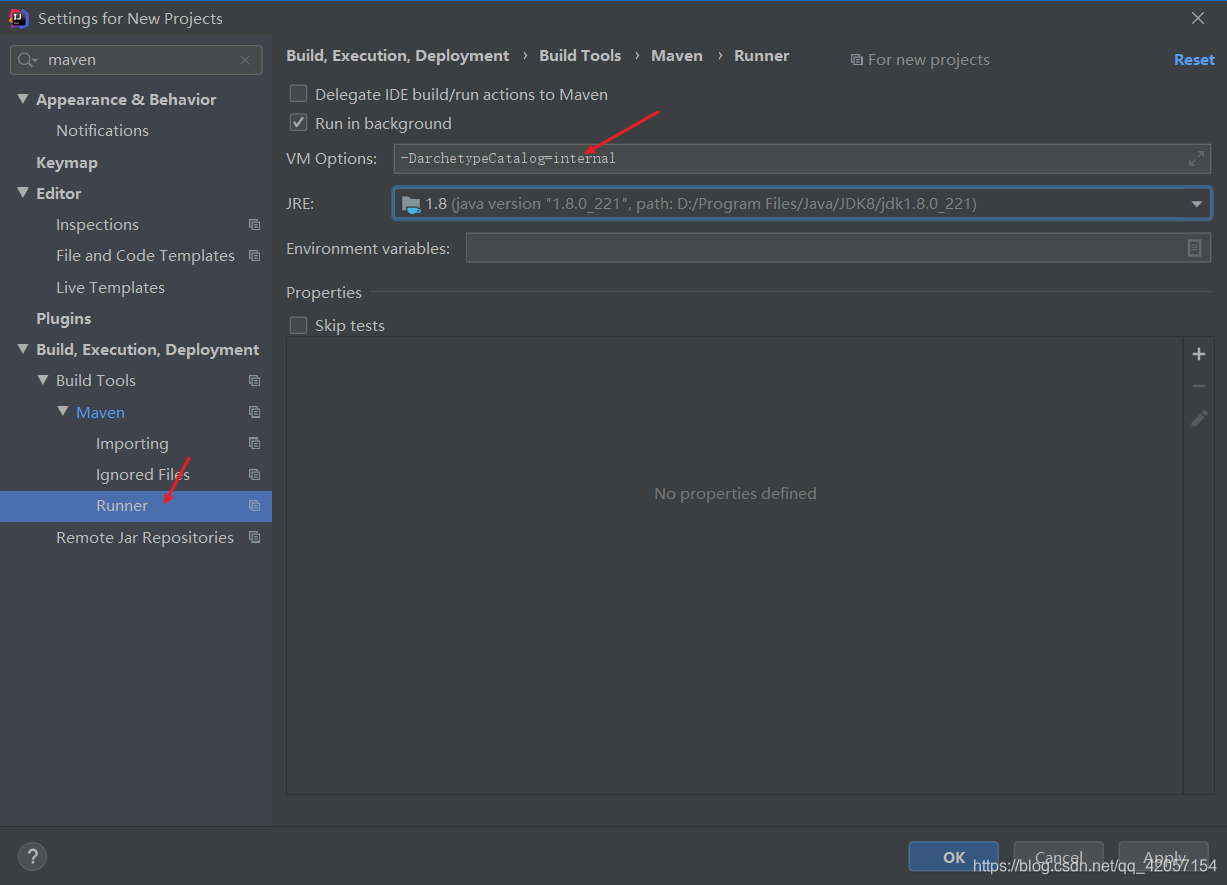 Settings for New Projects
maven
Appearance & Behavior
Notifications
Keymap
Editor
Inspections
File and Code Templates
Live Templates
Plugins
Build, Execution, Deployment
Build Tools
Maven
Importing
Ignored Files
Runner
Remote Jar Repositories
Build, Execution, Deployment › Build Tools › Maven › Runner
For new projects
Reset
Delegate IDE build/run actions to Maven
Run in background
VM Options: -DarchetypeCatalog=internal
JRE: 1.8 (java version "1.8.0_221", path: D:/Program Files/Java/JDK8/jdk1.8.0_221)
Environment variables:
Properties
Skip tests
No properties defined
?
OK
Cancel
Apply
https://blog.csdn.net/qq_42057154